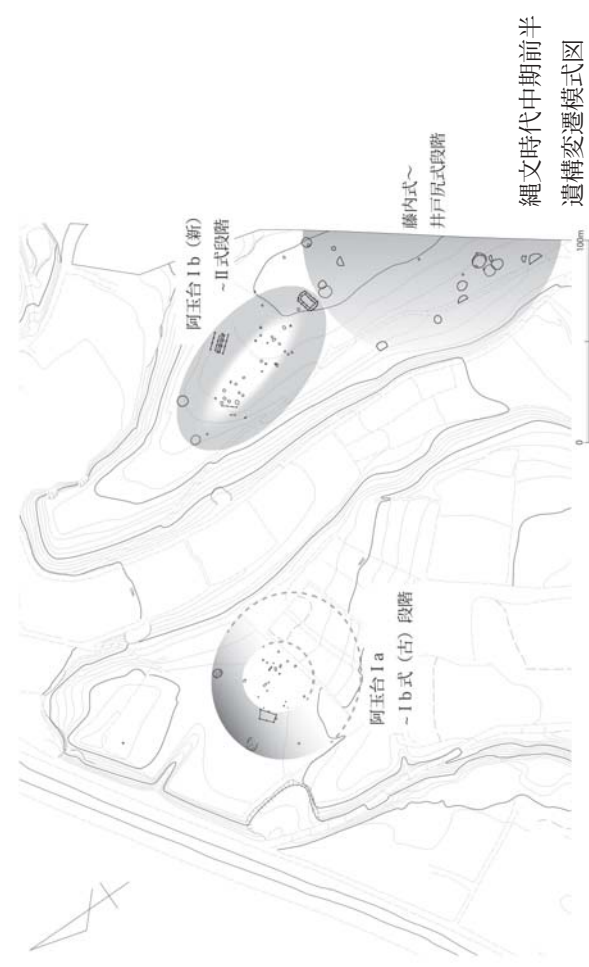 縄文時代中期前半
遺構変遷模式図
阿玉台Ⅰb（新）
～Ⅱ式段階
藤内式～
井戸尻式段階
阿玉台Ⅰa
～Ⅰb式（古）段階
0
100m